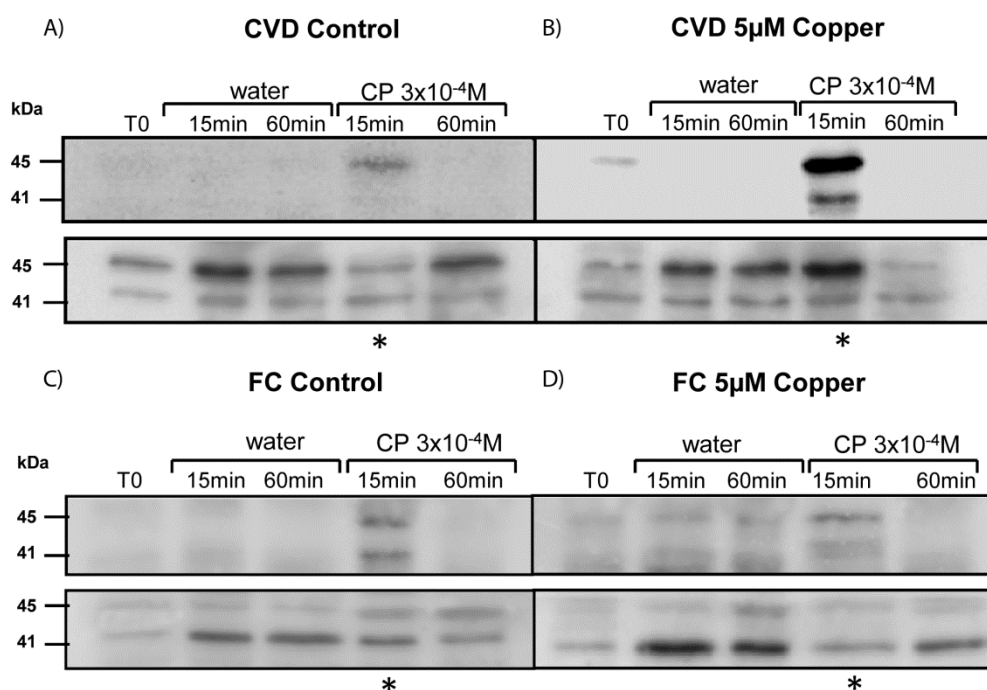 A) CVD Control
B) CVD 5µM Copper
kDa
water
CP 3x10⁻⁴M
water
CP 3x10⁻⁴M
T0 15min 60min 15min 60min
T0 15min 60min 15min 60min
45
41
45
41
*
*
C) FC Control
D) FC 5µM Copper
kDa
water
CP 3x10⁻⁴M
water
CP 3x10⁻⁴M
T0 15min 60min 15min 60min
T0 15min 60min 15min 60min
45
41
45
41
*
*